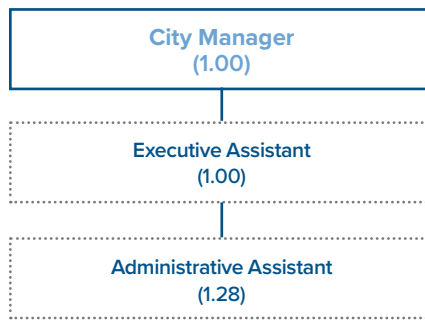 City Manager
(1.00)
Executive Assistant
(1.00)
Administrative Assistant
(1.28)